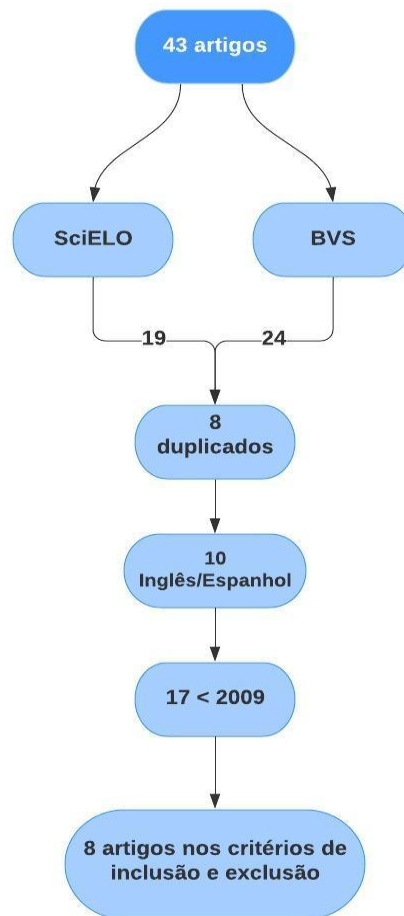 43 artigos
SciELO
BVS
19
24
8
duplicados
10
Inglês/Espanhol
17 < 2009
8 artigos nos critérios de
inclusão e exclusão